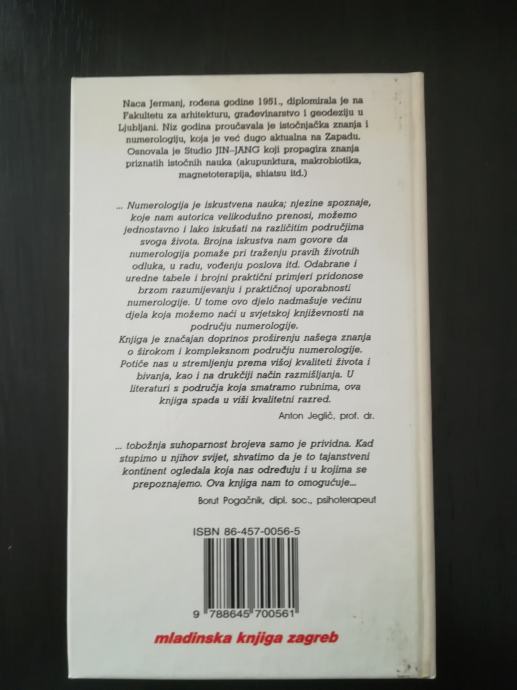 Naca Jermanj, rođena godine 1951., diplomirala je na
Fakultetu za arhitekturu, građevinarstvo i geodeziju u
Ljubljani. Niz godina proučavala je istočnjačka znanja i
numerologiju, koja je već dugo aktualna na Zapadu.
Osnovala je Studio JIN–JANG koji propagira znanja
priznatih istočnih nauka (akupunktura, makrobiotika,
magnetoterapija, shiatsu itd.)
... Numerologija je iskustvena nauka; njezine spoznaje,
koje nam autorica velikodušno prenosi, možemo
jednostavno i lako iskušati na različitim područjima
svoga života. Brojna iskustva nam govore da
numerologija pomaže pri traženju pravih životnih
odluka, u radu, vođenju poslova itd. Odabrane i
uredne tabele i brojni praktični primjeri pridonose
brzom razumijevanju i praktičnoj uporabnosti
numerologije. U tome ovo djelo nadmašuje većinu
djela koja možemo naći u svjetskoj književnosti na
području numerologije.
Knjiga je značajan doprinos proširenju našega znanja
o širokom i kompleksnom području numerologije.
Potiče nas u stremljenju prema višoj kvaliteti života i
bivanja, kao i na drukčiji način razmišljanja. U
literaturi s područja koja smatramo rubnima, ova
knjiga spada u viši kvalitetni razred.
Anton Jeglič, prof. dr.
... tobožnja suhoparnost brojeva samo je prividna. Kad
stupimo u njihov svijet, shvatimo da je to tajanstveni
kontinent ogledala koja nas određuju i u kojima se
prepoznajemo. Ova knjiga nam to omogućuje...
Borut Pogačnik, dipl. soc., psihoterapeut
ISBN 86-457-0056-5
9 788645 700561
mladinska knjiga zagreb